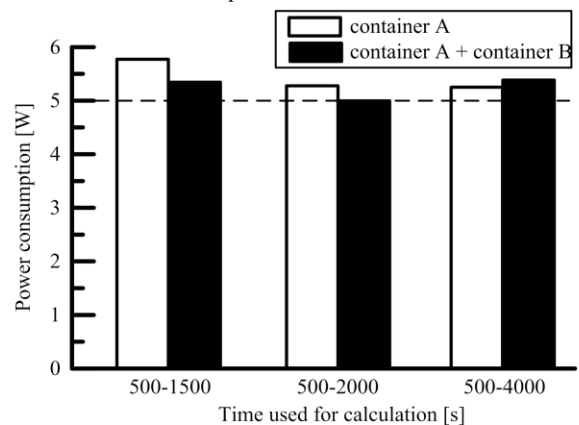 container A
container A + container B
Power consumption [W]
6
5
4
3
2
1
0
500-1500 500-2000 500-4000
Time used for calculation [s]